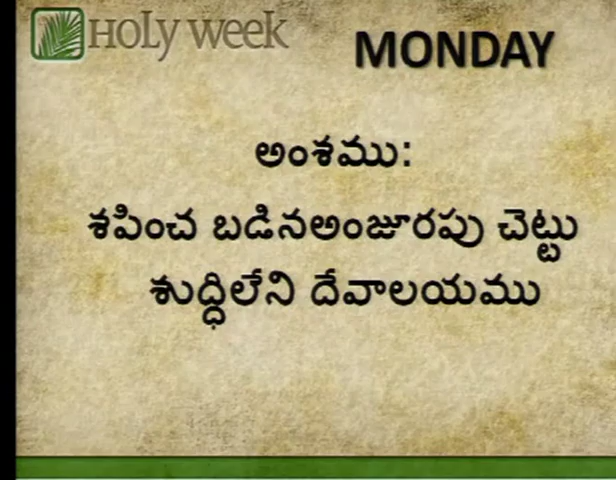 HOLY WEEK
MONDAY
అంశము:
శపించ బడినఅంజూరపు చెట్టు
శుద్ధిలేని దేవాలయము